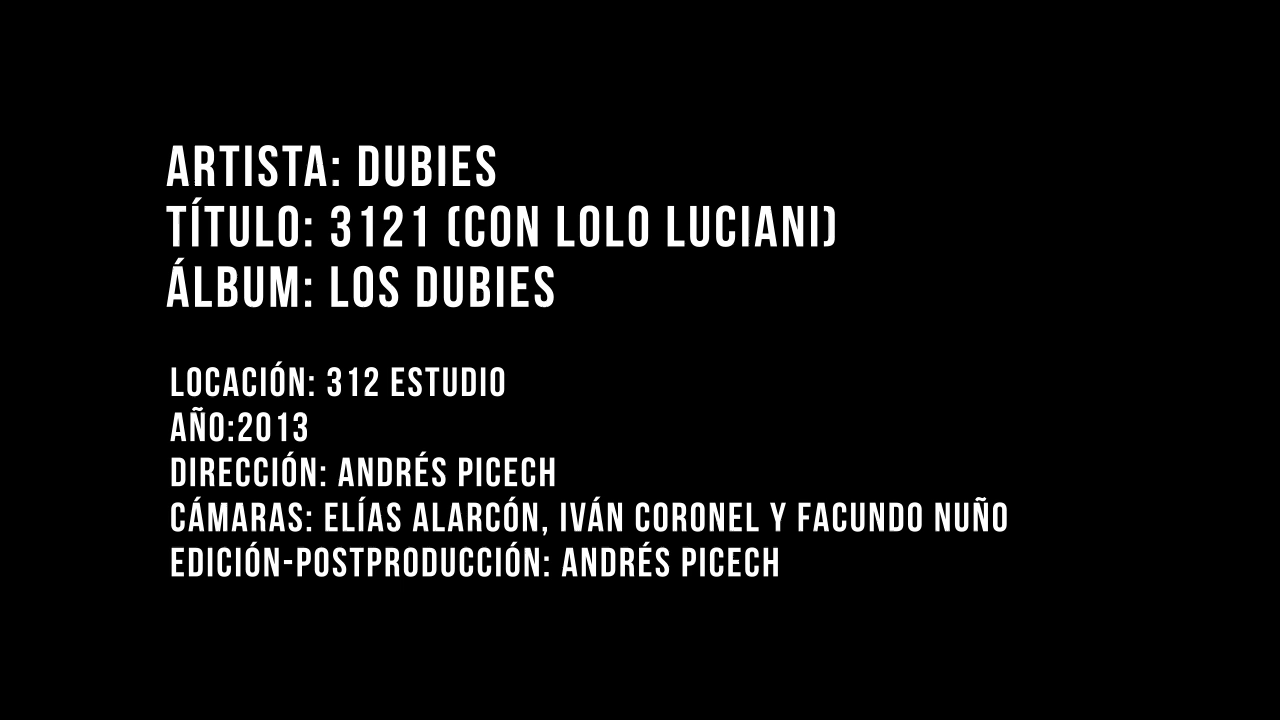 ARTISTA: DUBIES
TÍTULO: 3121 (CON LOLO LUCIANI)
ÁLBUM: LOS DUBIES
LOCACIÓN: 312 ESTUDIO
AÑO:2013
DIRECCIÓN: ANDRÉS PICECH
CÁMARAS: ELÍAS ALARCÓN, IVÁN CORONEL Y FACUNDO NUÑO
EDICIÓN-POSTPRODUCCIÓN: ANDRÉS PICECH